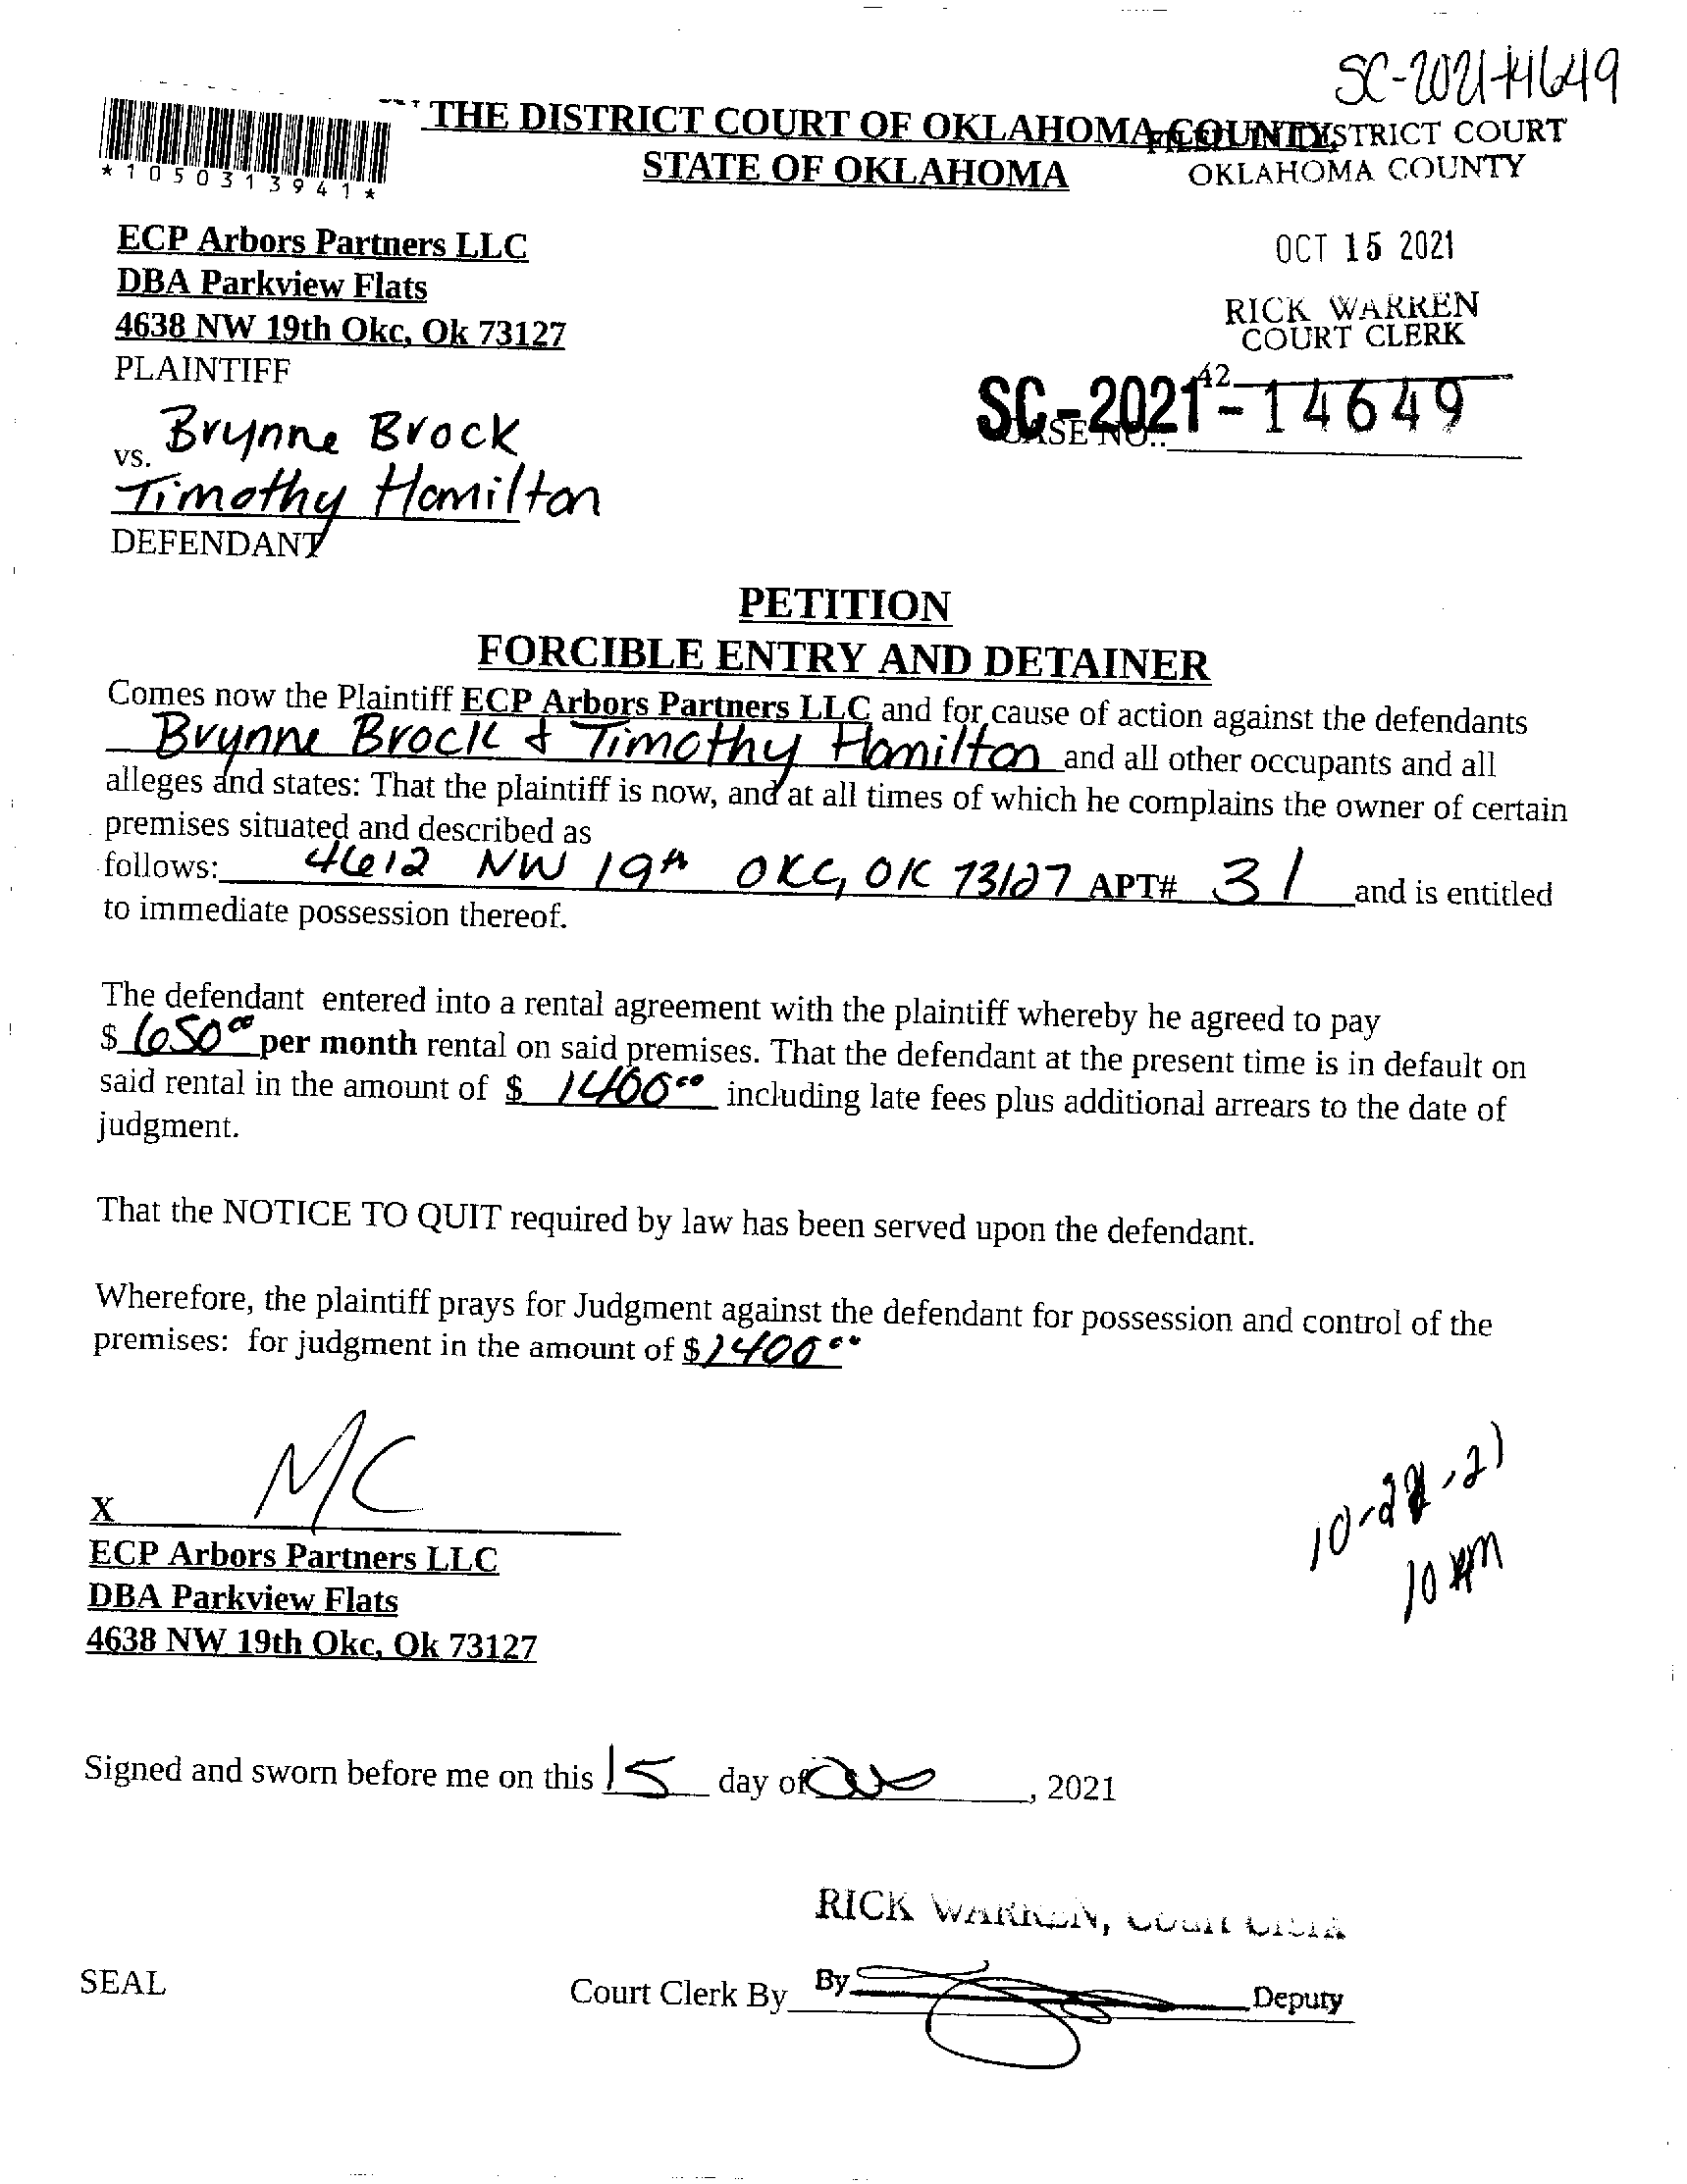 SC-2021-14649
THE DISTRICT COURT OF OKLAHOMA COUNTY,
STATE OF OKLAHOMA
DISTRICT COURT
OKLAHOMA COUNTY
*1050313941*
OCT 15 2021
RICK WARREN
COURT CLERK
42
SC-2021-14649
CASE NO.:
ECP Arbors Partners LLC
DBA Parkview Flats
4638 NW 19th Okc, Ok 73127
PLAINTIFF
Brynne Brock
vs.
Timothy Hamilton
DEFENDANT
PETITION
FORCIBLE ENTRY AND DETAINER
Comes now the Plaintiff ECP Arbors Partners LLC and for cause of action against the defendants
Brynne Brock & Timothy Hamilton and all other occupants and all
alleges and states: That the plaintiff is now, and at all times of which he complains the owner of certain
premises situated and described as
follows: 4612 NW 19th OKC, OK 73127 APT# 31 and is entitled
to immediate possession thereof.
The defendant entered into a rental agreement with the plaintiff whereby he agreed to pay
$ 650.00 per month rental on said premises. That the defendant at the present time is in default on
said rental in the amount of $ 1400.00 including late fees plus additional arrears to the date of
judgment.
That the NOTICE TO QUIT required by law has been served upon the defendant.
Wherefore, the plaintiff prays for Judgment against the defendant for possession and control of the
premises: for judgment in the amount of $1400.00
MC
X
ECP Arbors Partners LLC
DBA Parkview Flats
4638 NW 19th Okc, Ok 73127
10 AM
Signed and sworn before me on this 15 day of , 2021
RICK WARREN, Court Clerk
SEAL
Court Clerk By By Deputy